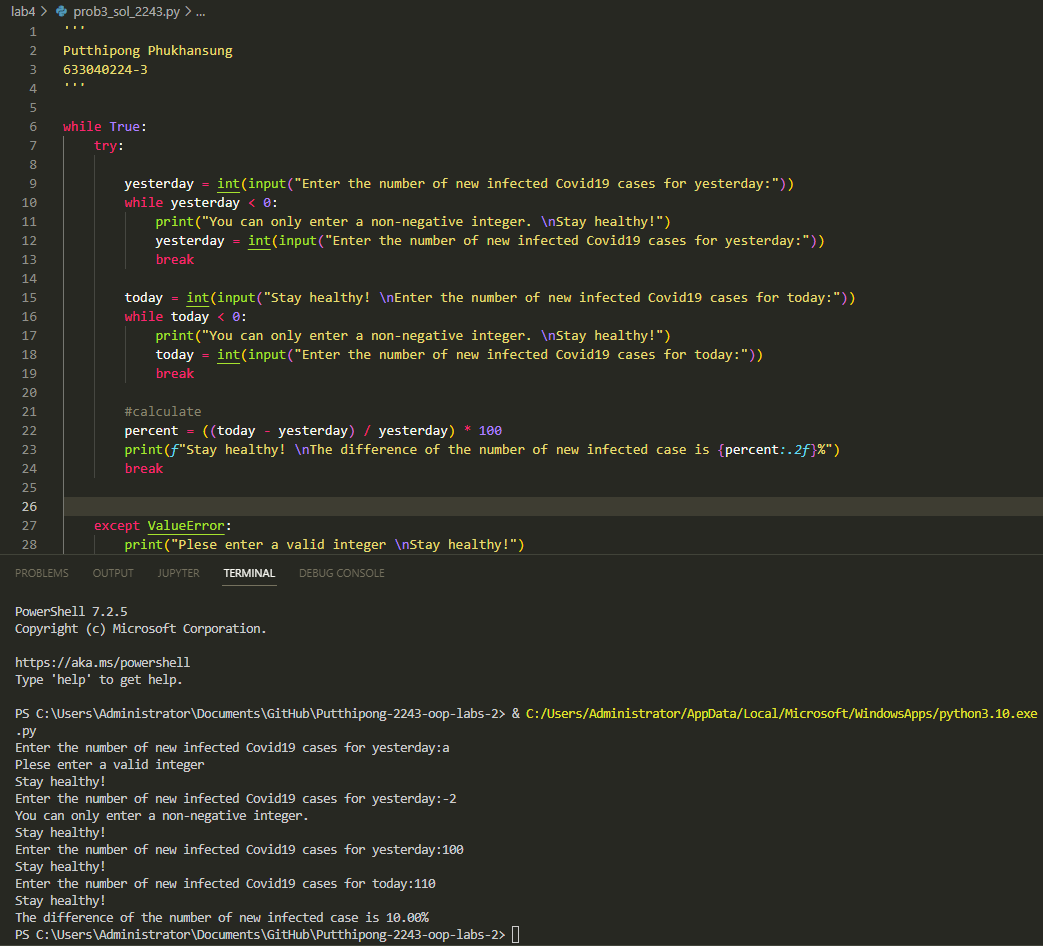 lab4 > prob3_sol_2243.py > ...
1 '''
2 Putthipong Phukhansung
3 633040224-3
4 '''
5
6 while True:
7     try:
8
9         yesterday = int(input("Enter the number of new infected Covid19 cases for yesterday:"))
10         while yesterday < 0:
11             print("You can only enter a non-negative integer. \nStay healthy!")
12             yesterday = int(input("Enter the number of new infected Covid19 cases for yesterday:"))
13             break
14
15         today = int(input("Stay healthy! \nEnter the number of new infected Covid19 cases for today:"))
16         while today < 0:
17             print("You can only enter a non-negative integer. \nStay healthy!")
18             today = int(input("Enter the number of new infected Covid19 cases for today:"))
19             break
20
21         #calculate
22         percent = ((today - yesterday) / yesterday) * 100
23         print(f"Stay healthy! \nThe difference of the number of new infected case is {percent:.2f}%")
24         break
25
26
27     except ValueError:
28         print("Plese enter a valid integer \nStay healthy!")
PROBLEMS OUTPUT JUPYTER TERMINAL DEBUG CONSOLE
PowerShell 7.2.5
Copyright (c) Microsoft Corporation.
https://aka.ms/powershell
Type 'help' to get help.
PS C:\Users\Administrator\Documents\GitHub\Putthipong-2243-oop-labs-2> & C:/Users/Administrator/AppData/Local/Microsoft/WindowsApps/python3.10.exe
.py
Enter the number of new infected Covid19 cases for yesterday:a
Plese enter a valid integer
Stay healthy!
Enter the number of new infected Covid19 cases for yesterday:-2
You can only enter a non-negative integer.
Stay healthy!
Enter the number of new infected Covid19 cases for yesterday:100
Stay healthy!
Enter the number of new infected Covid19 cases for today:110
Stay healthy!
The difference of the number of new infected case is 10.00%
PS C:\Users\Administrator\Documents\GitHub\Putthipong-2243-oop-labs-2>